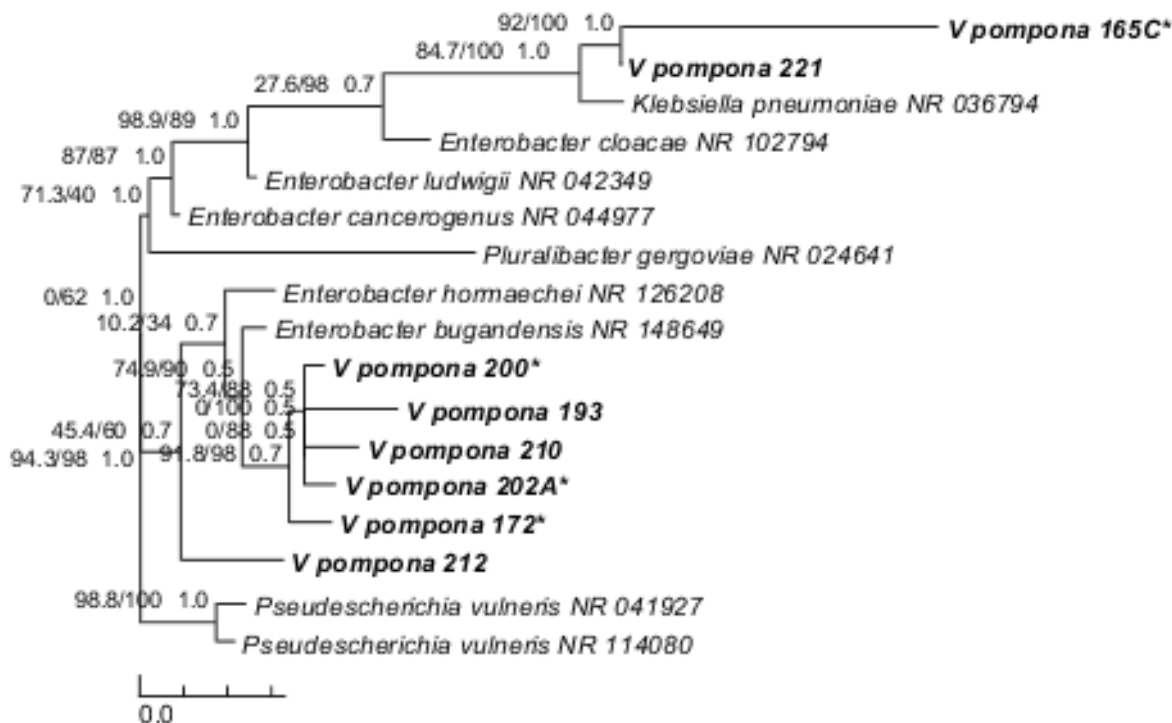 92/100 1.0
V pompona 165C*
84.7/100 1.0
V pompona 221
27.6/98 0.7
Klebsiella pneumoniae NR 036794
98.9/89 1.0
Enterobacter cloacae NR 102794
87/87 1.0
Enterobacter ludwigii NR 042349
71.3/40 1.0
Enterobacter cancerogenus NR 044977
Pluralibacter gergoviae NR 024641
0/62 1.0
Enterobacter hormaechei NR 126208
10.2/34 0.7
Enterobacter bugandensis NR 148649
74.9/90 0.5
V pompona 200*
73.4/88 0.5
0/100 0.5
V pompona 193
45.4/60 0.7
0/88 0.5
94.3/98 1.0
91.8/98 0.7
V pompona 210
V pompona 202A*
V pompona 172*
V pompona 212
98.8/100 1.0
Pseudescherichia vulneris NR 041927
Pseudescherichia vulneris NR 114080
0.0